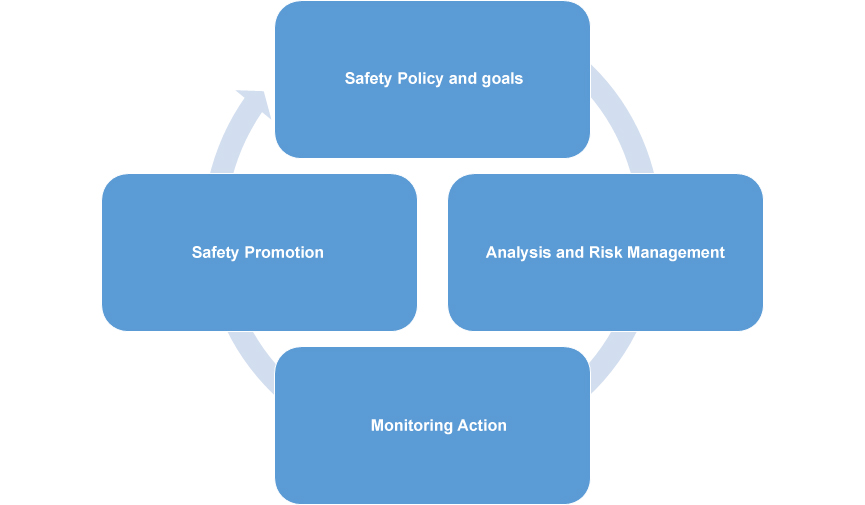 Safety Policy and goals
Safety Promotion
Analysis and Risk Management
Monitoring Action